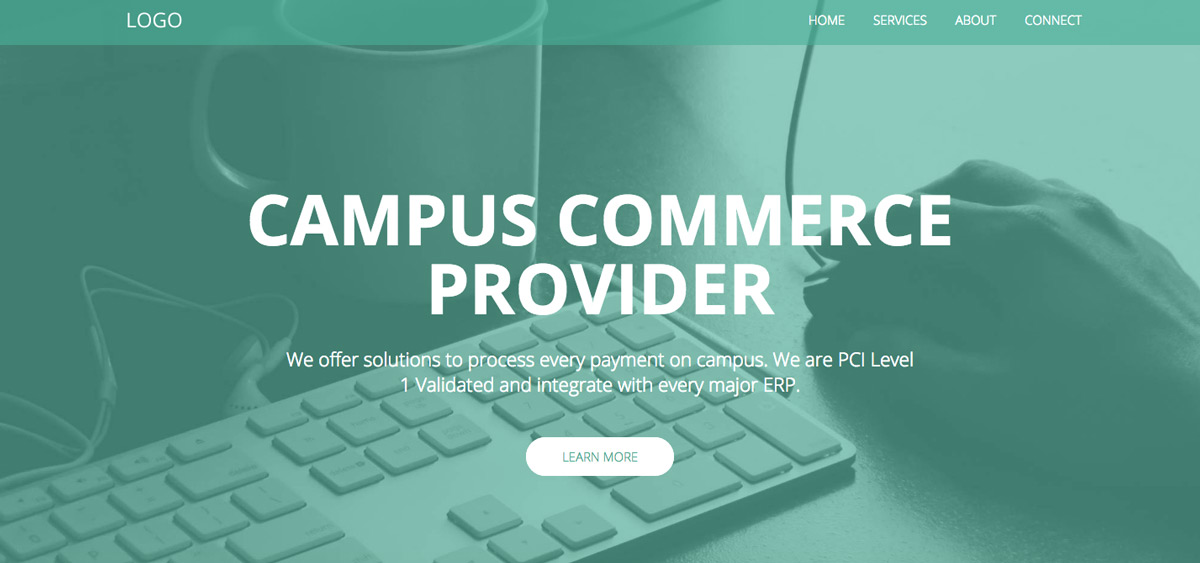 LOGO
HOME SERVICES ABOUT CONNECT
CAMPUS COMMERCE
PROVIDER
We offer solutions to process every payment on campus. We are PCI Level
1 Validated and integrate with every major ERP.
LEARN MORE